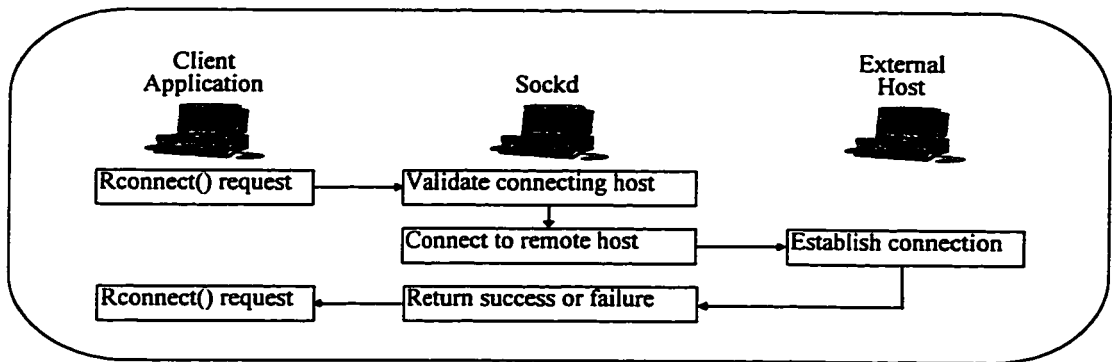 Client
Application
Sockd
External
Host
Rconnect() request
Validate connecting host
Connect to remote host
Establish connection
Rconnect() request
Return success or failure